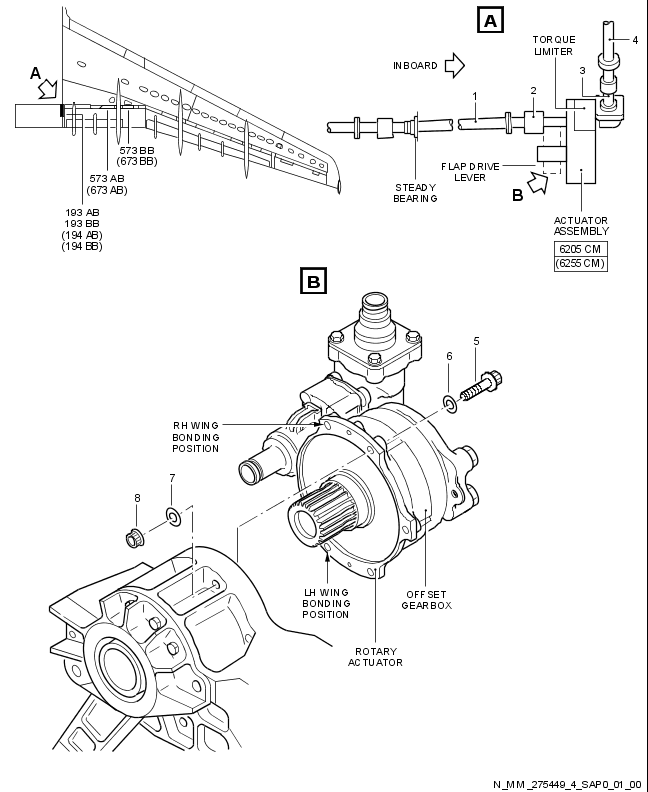 A
A
INBOARD
TORQUE
LIMITER
4
3
1
2
573 BB
(673 BB)
573 AB
(673 AB)
193 AB
193 BB
(194 AB)
(194 BB)
FLAP DRIVE
LEVER
STEADY
BEARING
B
ACTUATOR
ASSEMBLY
6205 CM
(6255 CM)
B
5
6
RH WING
BONDING
POSITION
7
8
LH WING
BONDING
POSITION
OFFSET
GEARBOX
ROTARY
ACTUATOR
N_MM_275449_4_SAP0_01_00